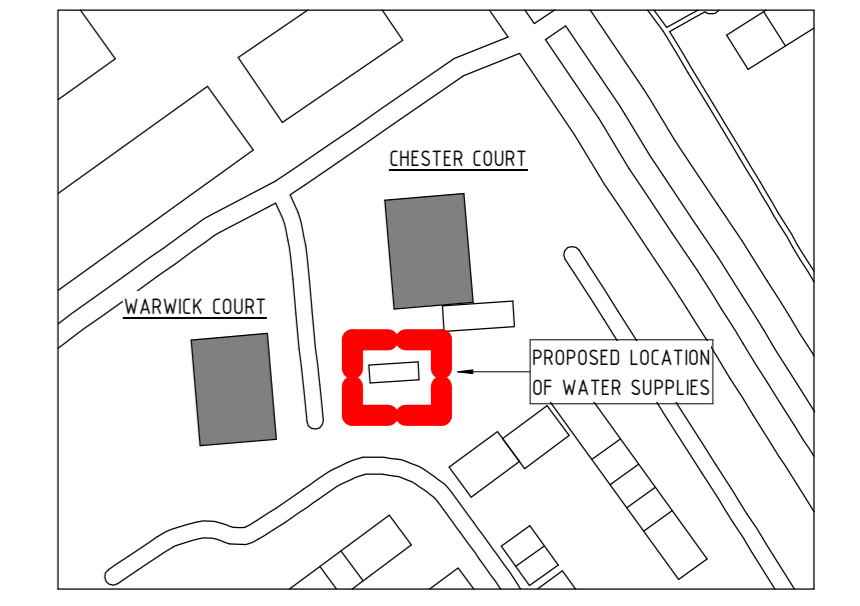 CHESTER COURT
WARWICK COURT
PROPOSED LOCATION
OF WATER SUPPLIES